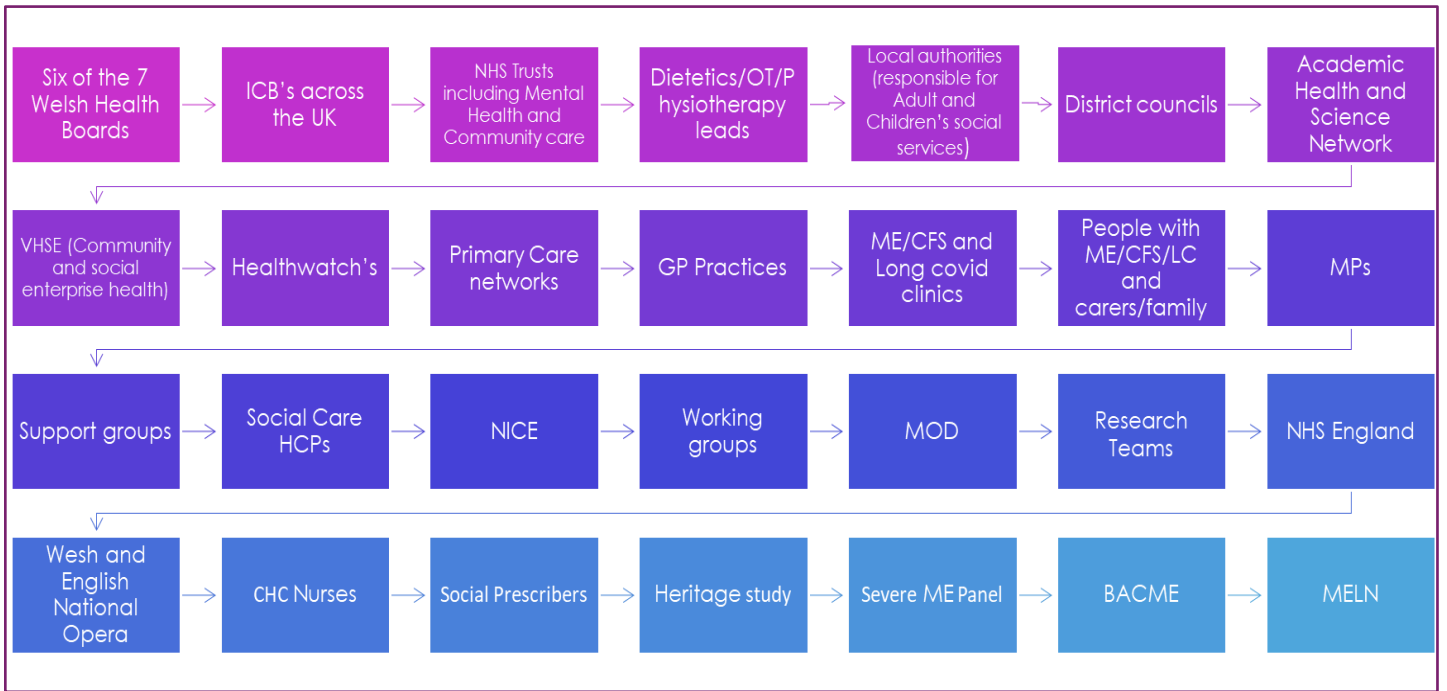 Six of the 7
Welsh Health
Boards
ICB's across
the UK
NHS Trusts
including Mental
Health and
Community care
Dietetics/OT/P
hysiotherapy
leads
Local authorities
(responsible for
Adult and
Children's social
services)
District councils
Academic
Health and
Science
Network
VHSE (Community
and social
enterprise health)
Healthwatch's
Primary Care
networks
GP Practices
ME/CFS and
Long covid
clinics
People with
ME/CFS/LC
and
carers/family
MPs
Support groups
Social Care
HCPs
NICE
Working
groups
MOD
Research
Teams
NHS England
Wesh and
English
National
Opera
CHC Nurses
Social Prescribers
Heritage study
Severe ME Panel
BACME
MELN